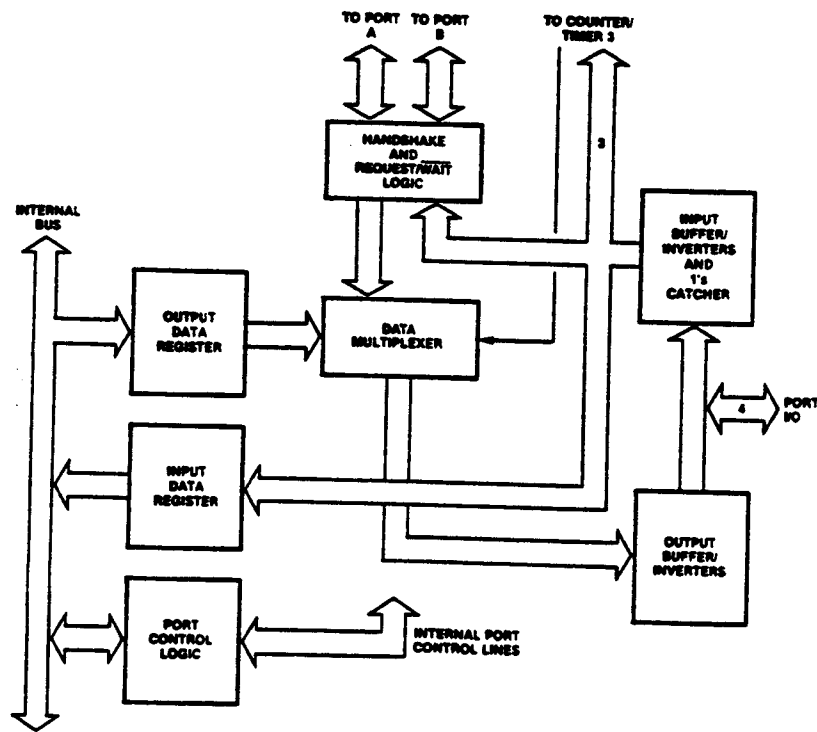 TO PORT
A
TO PORT
B
TO COUNTER/
TIMER 3
HANDSHAKE
AND
REQUEST/WAIT
LOGIC
3
INTERNAL
BUS
INPUT
BUFFER/
INVERTERS
AND
1's
CATCHER
OUTPUT
DATA
REGISTER
DATA
MULTIPLEXER
4
PORT
I/O
INPUT
DATA
REGISTER
OUTPUT
BUFFER/
INVERTERS
PORT
CONTROL
LOGIC
INTERNAL PORT
CONTROL LINES